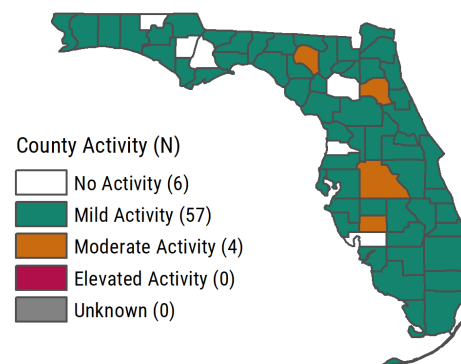 County Activity (N)
No Activity (6)
Mild Activity (57)
Moderate Activity (4)
Elevated Activity (0)
Unknown (0)